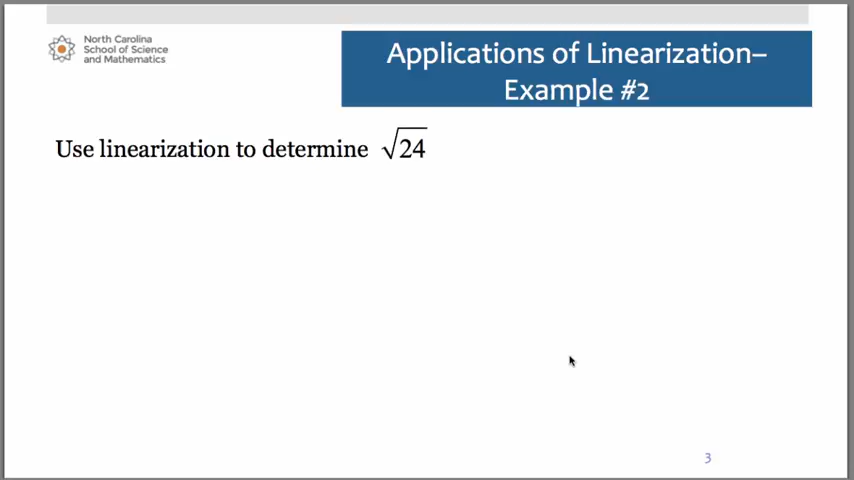 North Carolina
School of Science
and Mathematics
Applications of Linearization–
Example #2
Use linearization to determine √24
3